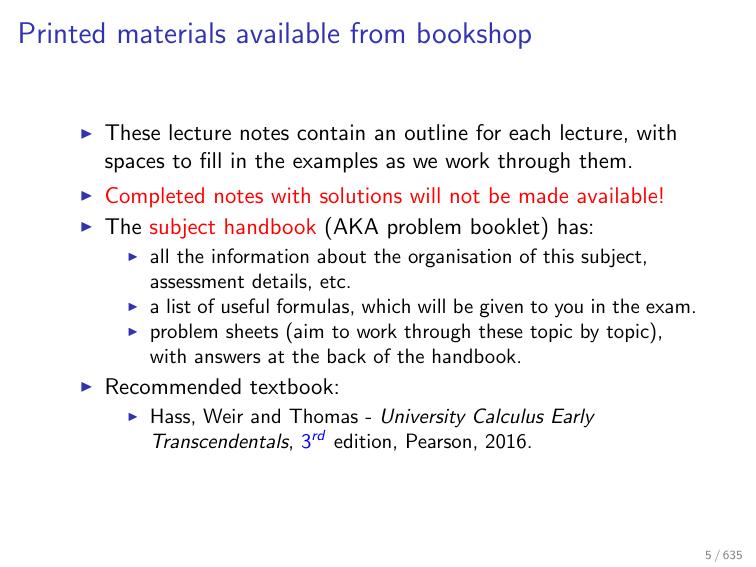 Printed materials available from bookshop
▶ These lecture notes contain an outline for each lecture, with
spaces to fill in the examples as we work through them.
▶ Completed notes with solutions will not be made available!
▶ The subject handbook (AKA problem booklet) has:
▶ all the information about the organisation of this subject,
assessment details, etc.
▶ a list of useful formulas, which will be given to you in the exam.
▶ problem sheets (aim to work through these topic by topic),
with answers at the back of the handbook.
▶ Recommended textbook:
▶ Hass, Weir and Thomas - University Calculus Early
Transcendentals, 3rd edition, Pearson, 2016.
5 / 635